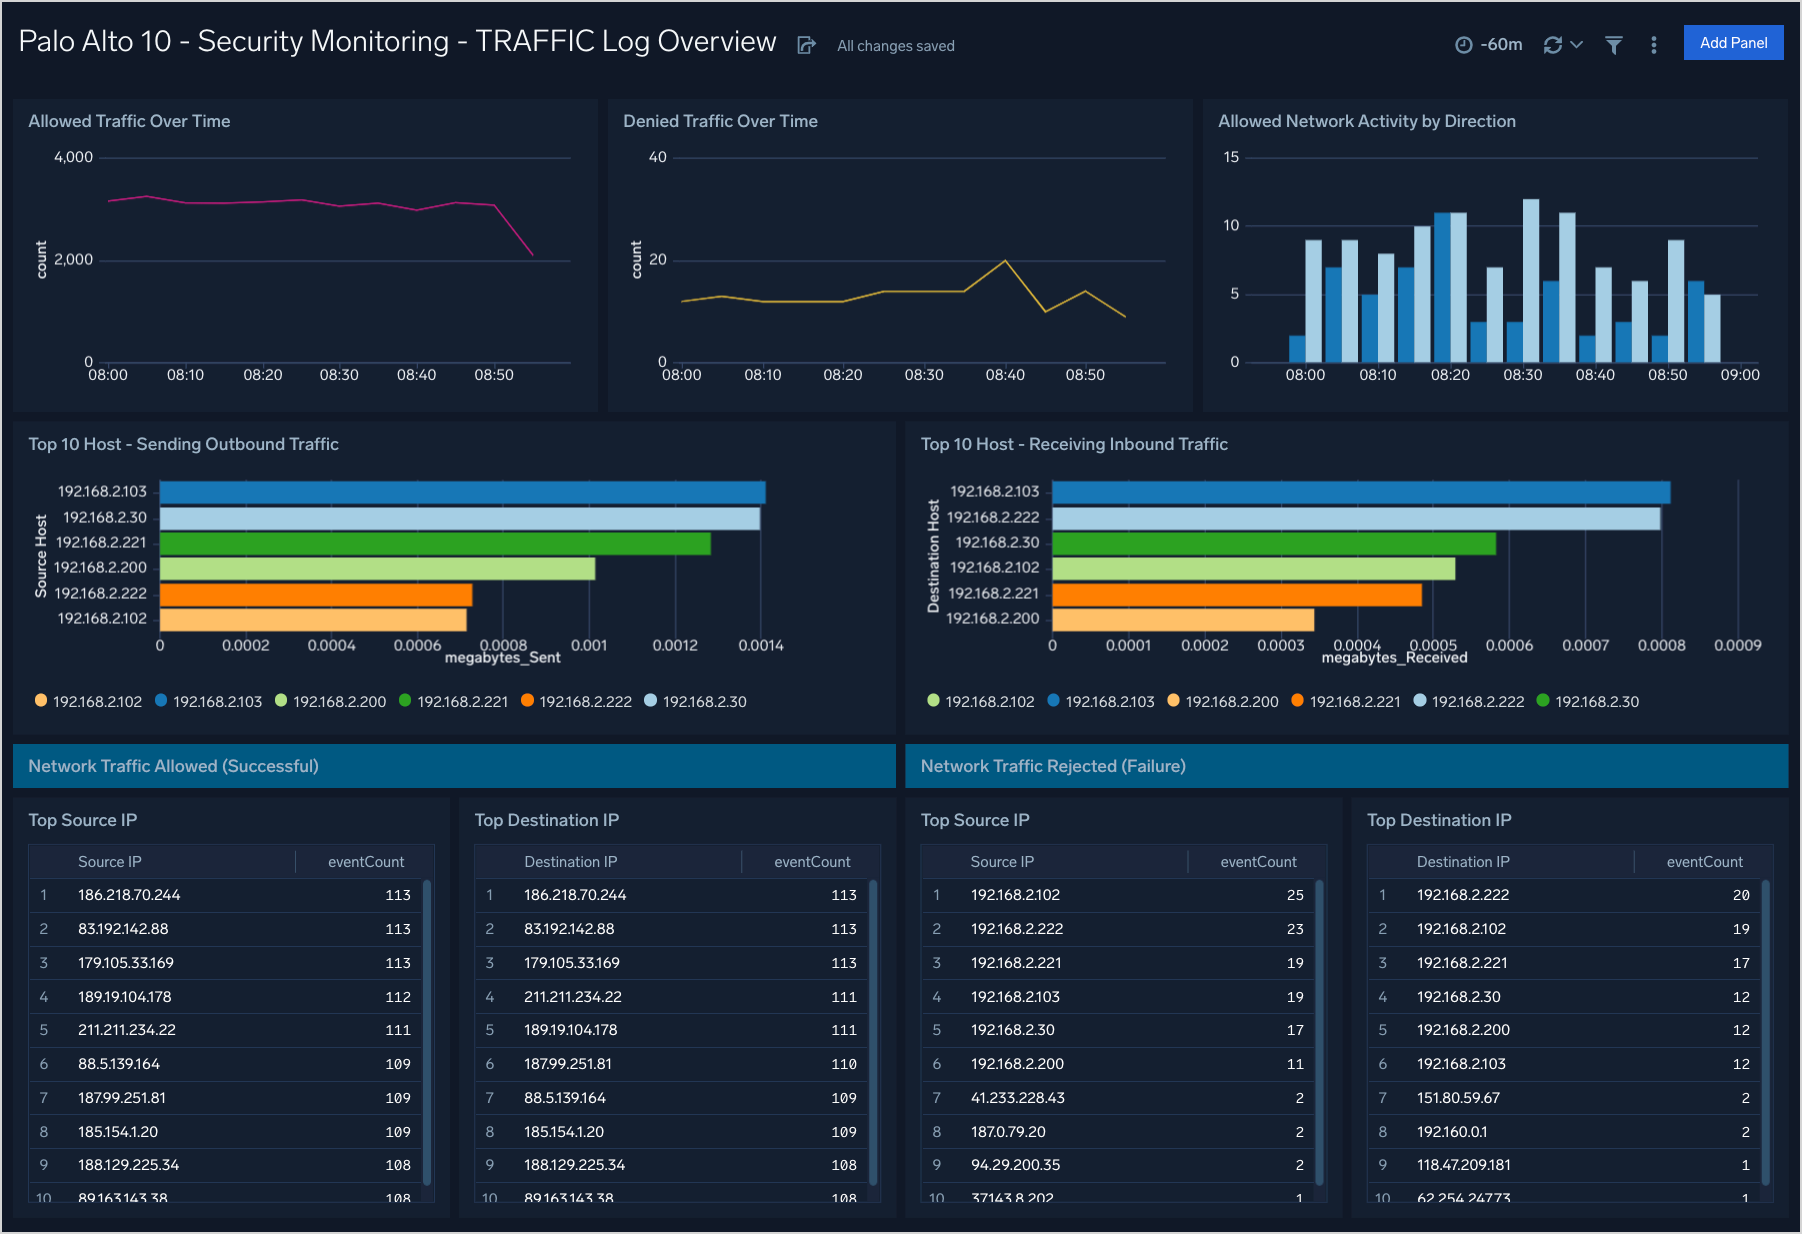 Palo Alto 10 - Security Monitoring - TRAFFIC Log Overview
All changes saved
-60m
Add Panel
Allowed Traffic Over Time
4,000
2,000
0
count
08:00 08:10 08:20 08:30 08:40 08:50
Denied Traffic Over Time
40
20
0
count
08:00 08:10 08:20 08:30 08:40 08:50
Allowed Network Activity by Direction
15
10
5
0
08:00 08:10 08:20 08:30 08:40 08:50 09:00
Top 10 Host - Sending Outbound Traffic
Source Host
192.168.2.103
192.168.2.30
192.168.2.221
192.168.2.200
192.168.2.222
192.168.2.102
0 0.0002 0.0004 0.0006 0.0008 0.001 0.0012 0.0014
megabytes_Sent
192.168.2.102 192.168.2.103 192.168.2.200 192.168.2.221 192.168.2.222 192.168.2.30
Top 10 Host - Receiving Inbound Traffic
Destination Host
192.168.2.103
192.168.2.222
192.168.2.30
192.168.2.102
192.168.2.221
192.168.2.200
0 0.0001 0.0002 0.0003 0.0004 0.0005 0.0006 0.0007 0.0008 0.0009
megabytes_Received
192.168.2.102 192.168.2.103 192.168.2.200 192.168.2.221 192.168.2.222 192.168.2.30
Network Traffic Allowed (Successful)
Top Source IP
Source IP eventCount
1 186.218.70.244 113
2 83.192.142.88 113
3 179.105.33.169 113
4 189.19.104.178 112
5 211.211.234.22 111
6 88.5.139.164 109
7 187.99.251.81 109
8 185.154.1.20 109
9 188.129.225.34 108
10 89.163.143.38 108
Top Destination IP
Destination IP eventCount
1 186.218.70.244 113
2 83.192.142.88 113
3 179.105.33.169 113
4 211.211.234.22 111
5 189.19.104.178 111
6 187.99.251.81 110
7 88.5.139.164 109
8 185.154.1.20 109
9 188.129.225.34 108
10 89.163.143.38 108
Network Traffic Rejected (Failure)
Top Source IP
Source IP eventCount
1 192.168.2.102 25
2 192.168.2.222 23
3 192.168.2.221 19
4 192.168.2.103 19
5 192.168.2.30 17
6 192.168.2.200 11
7 41.233.228.43 2
8 187.0.79.20 2
9 94.29.200.35 2
10 37.143.8.202 1
Top Destination IP
Destination IP eventCount
1 192.168.2.222 20
2 192.168.2.102 19
3 192.168.2.221 17
4 192.168.2.30 12
5 192.168.2.200 12
6 192.168.2.103 12
7 151.80.59.67 2
8 192.160.0.1 2
9 118.47.209.181 1
10 62.254.247.73 1